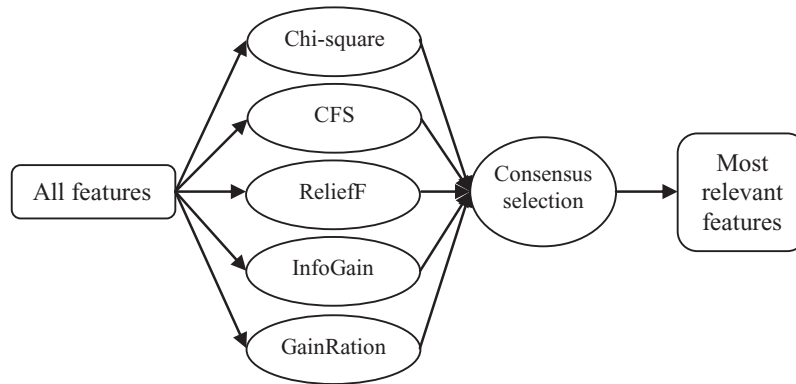 Chi-square
CFS
All features
ReliefF
InfoGain
GainRation
Consensus
selection
Most
relevant
features